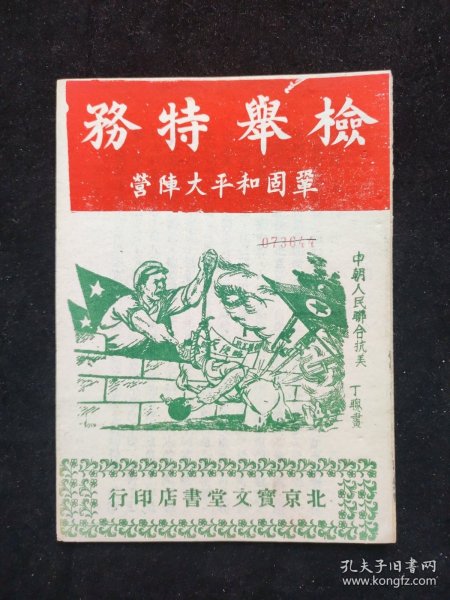 檢舉特務
鞏固和平大陣營
073644
中朝人民聯合抗美
丁聰畫
北京寶文堂書店印行
孔夫子旧书网
www.kongfz.com